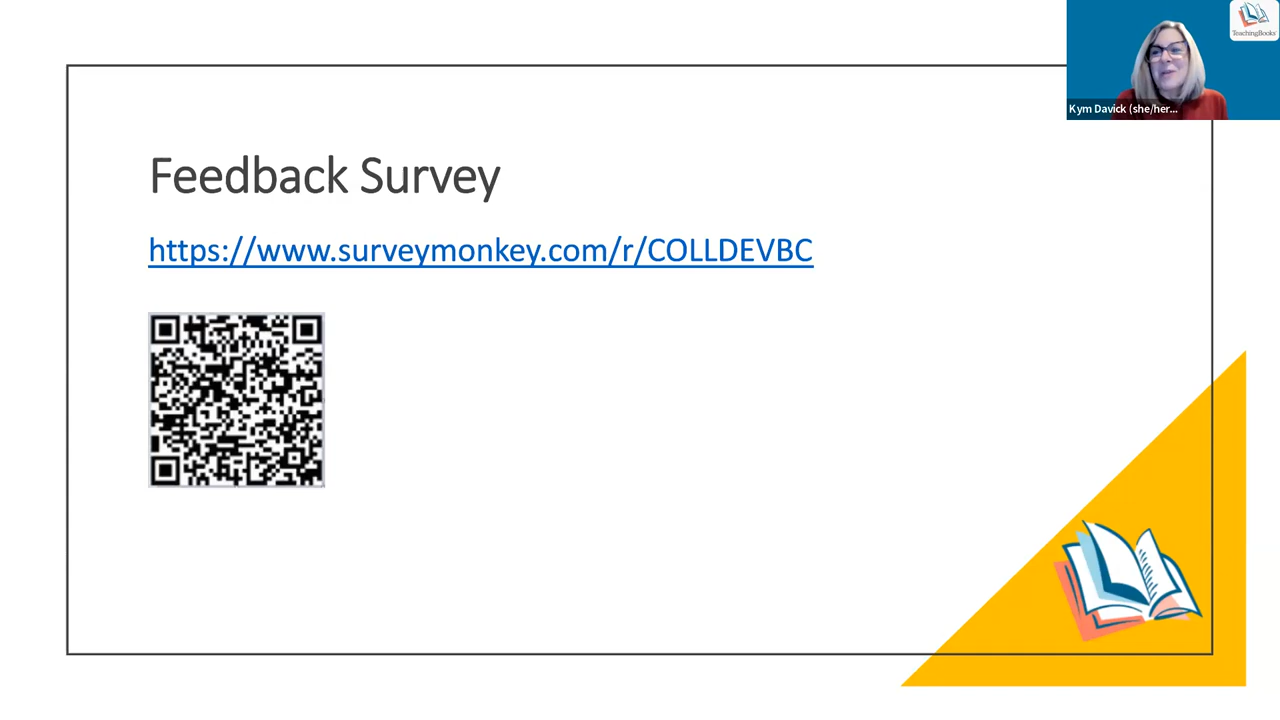 TeachingBooks
Kym Davick (she/her...
Feedback Survey
https://www.surveymonkey.com/r/COLLDEVBC